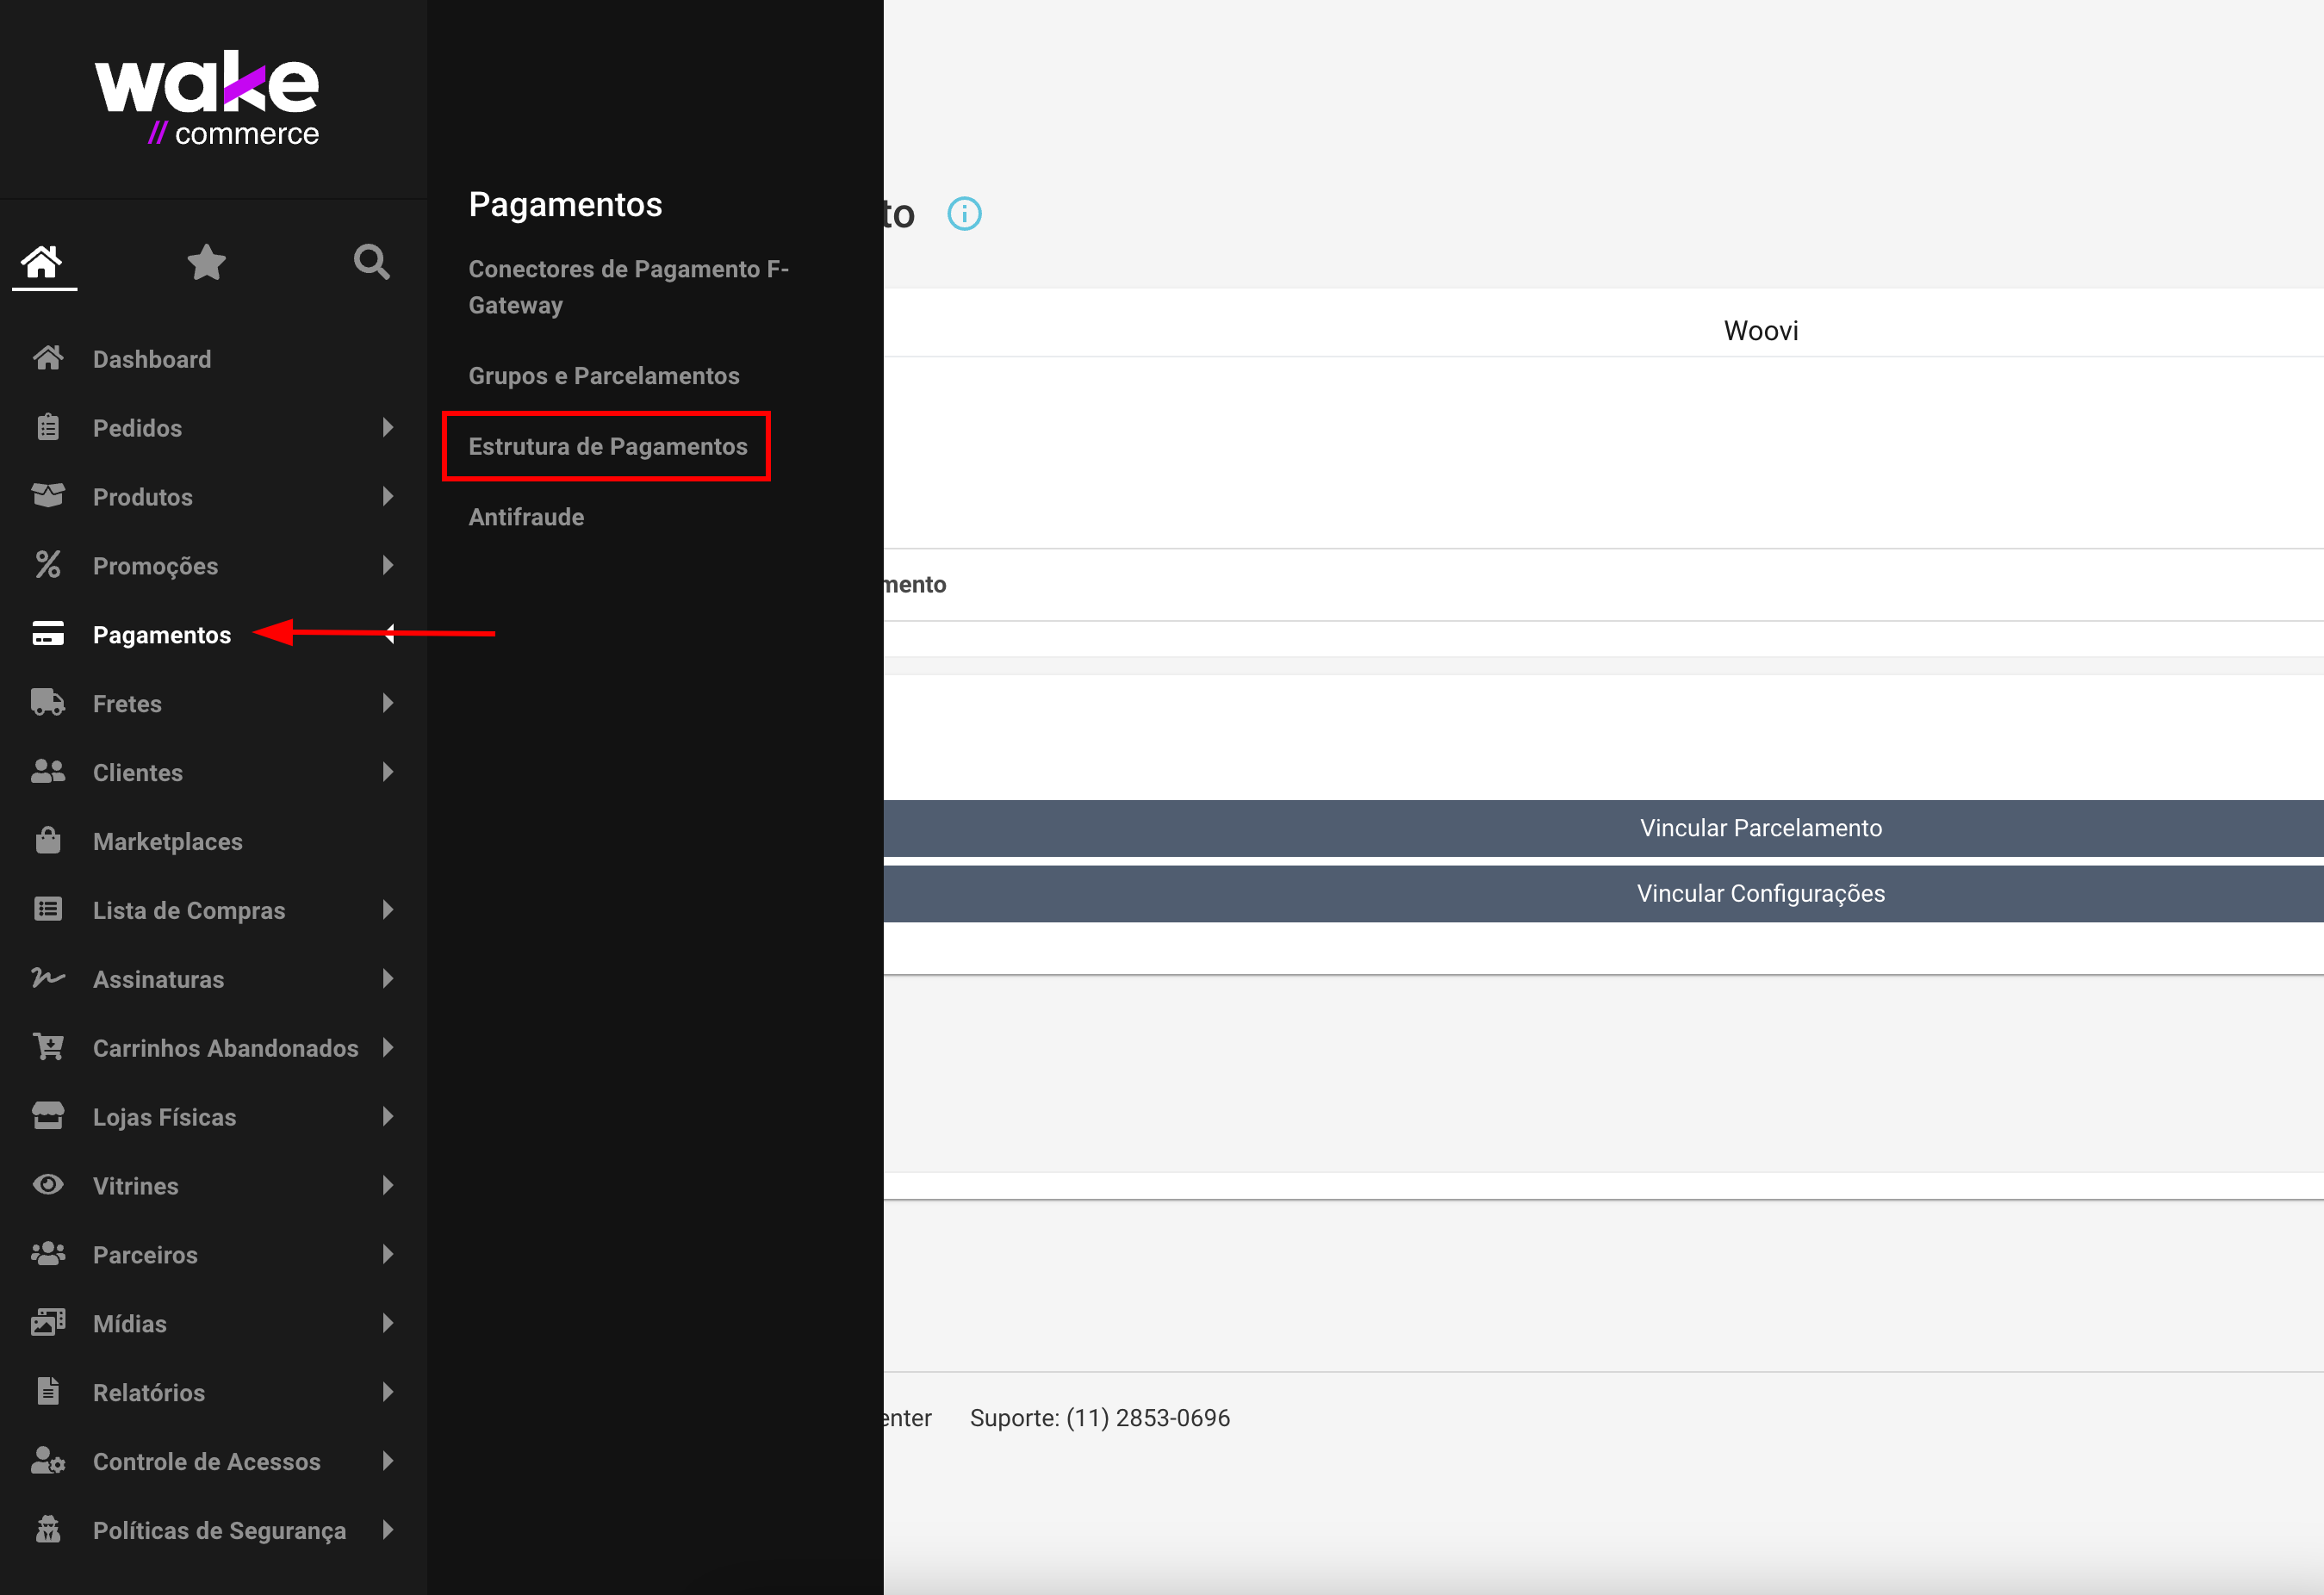 wake
// commerce
Dashboard
Pedidos
Produtos
Promoções
Pagamentos
Fretes
Clientes
Marketplaces
Lista de Compras
Assinaturas
Carrinhos Abandonados
Lojas Físicas
Vitrines
Parceiros
Mídias
Relatórios
Controle de Acessos
Políticas de Segurança
Pagamentos
Conectores de Pagamento F-
Gateway
Grupos e Parcelamentos
Estrutura de Pagamentos
Antifraude
to
Woovi
mento
Vincular Parcelamento
Vincular Configurações
enter Suporte: (11) 2853-0696